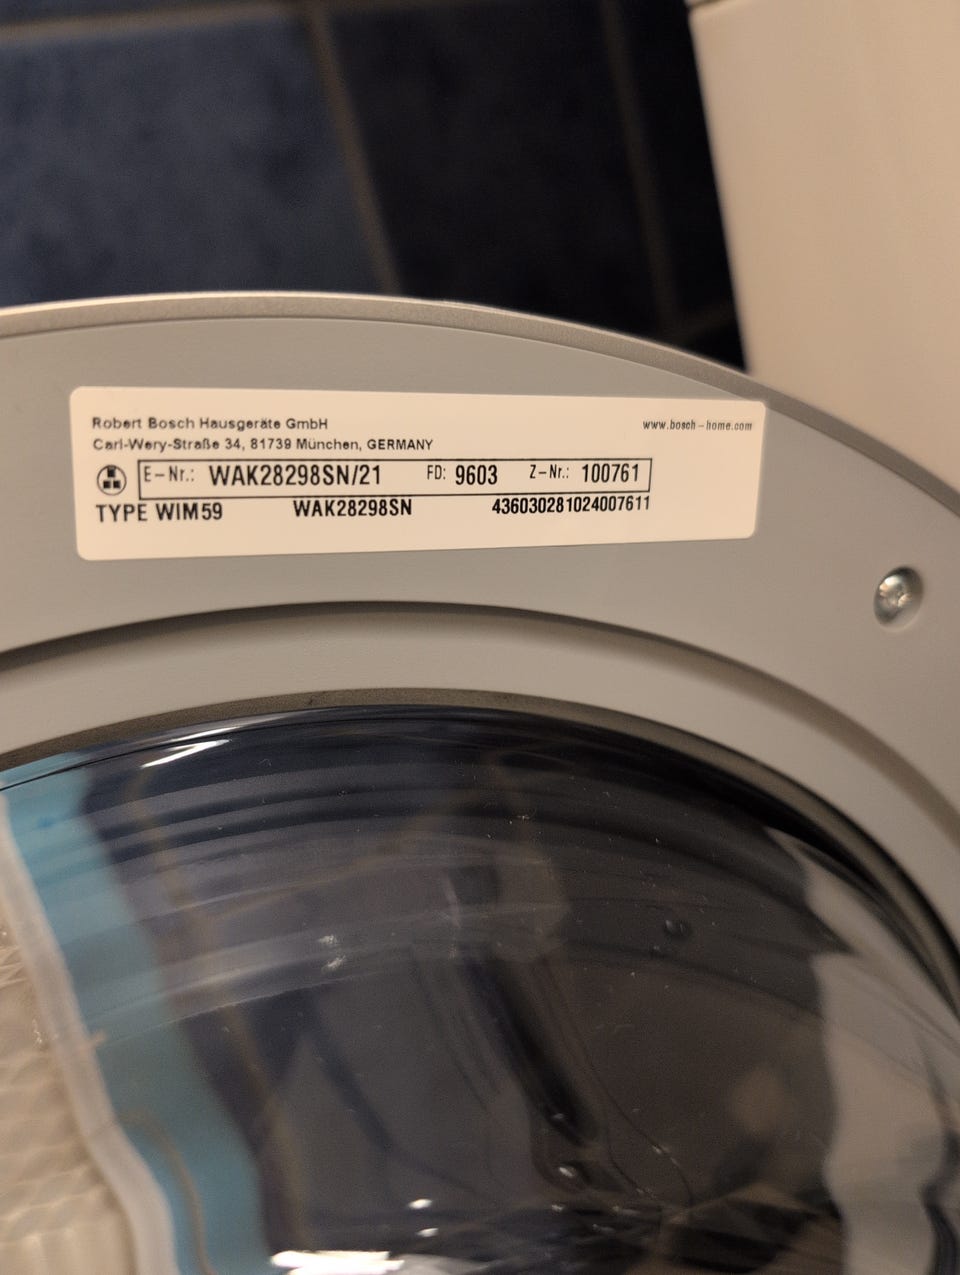 Robert Bosch Hausgeräte GmbH
www.bosch-home.com
Carl-Wery-Straße 34, 81739 München, GERMANY
E-Nr.: WAK28298SN/21 FD: 9603 Z-Nr.: 100761
TYPE WIM59 WAK28298SN 436030281024007611